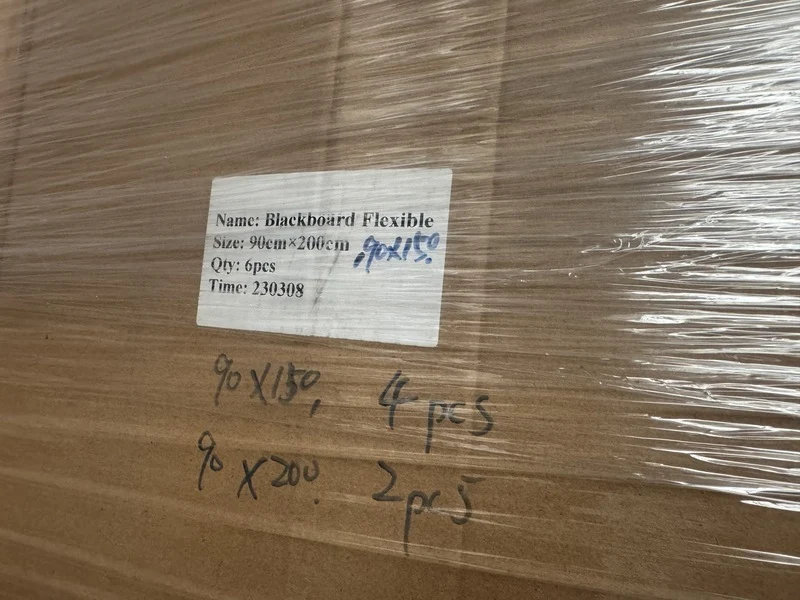 Name: Blackboard Flexible
Size: 90cm×200cm ,90x150
Qty: 6pcs
Time: 230308
90 X 150, 4 pcs
90 X 200 2 pcs